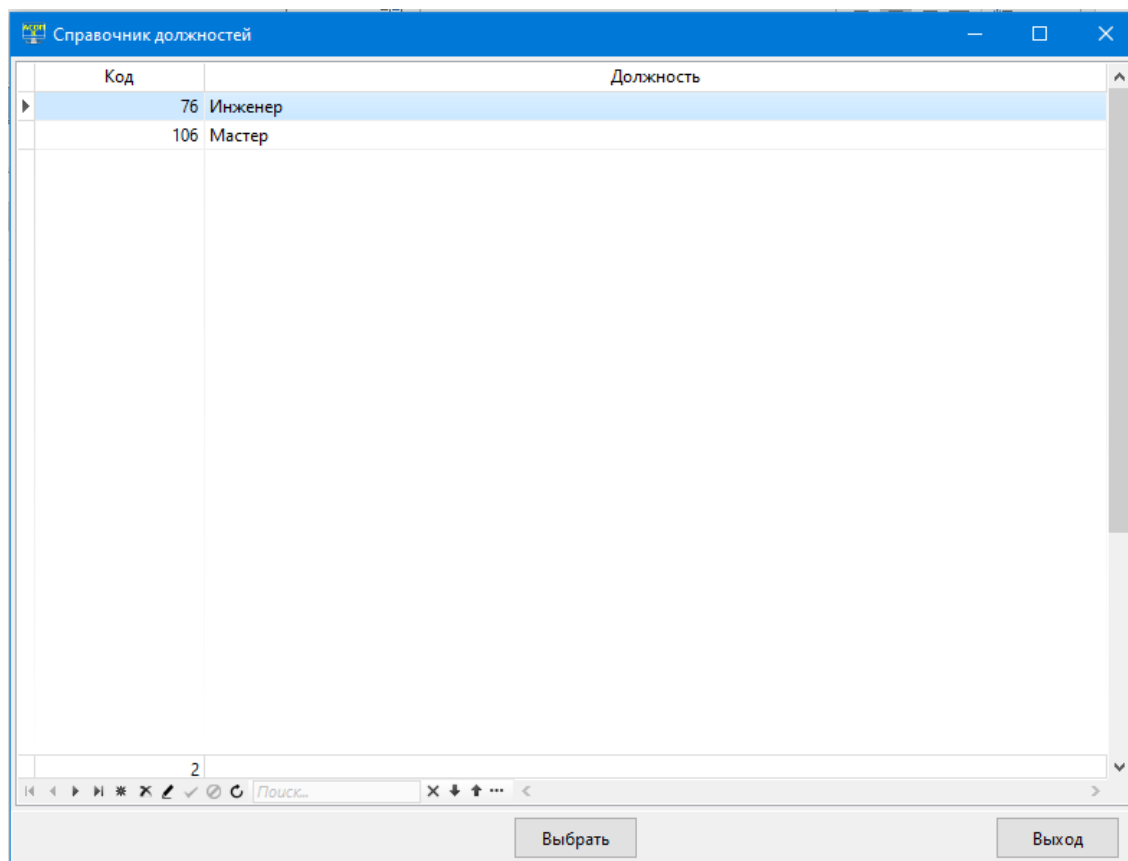 Справочник должностей
Код Должность
76 Инженер
106 Мастер
2
Поиск...
Выбрать Выход